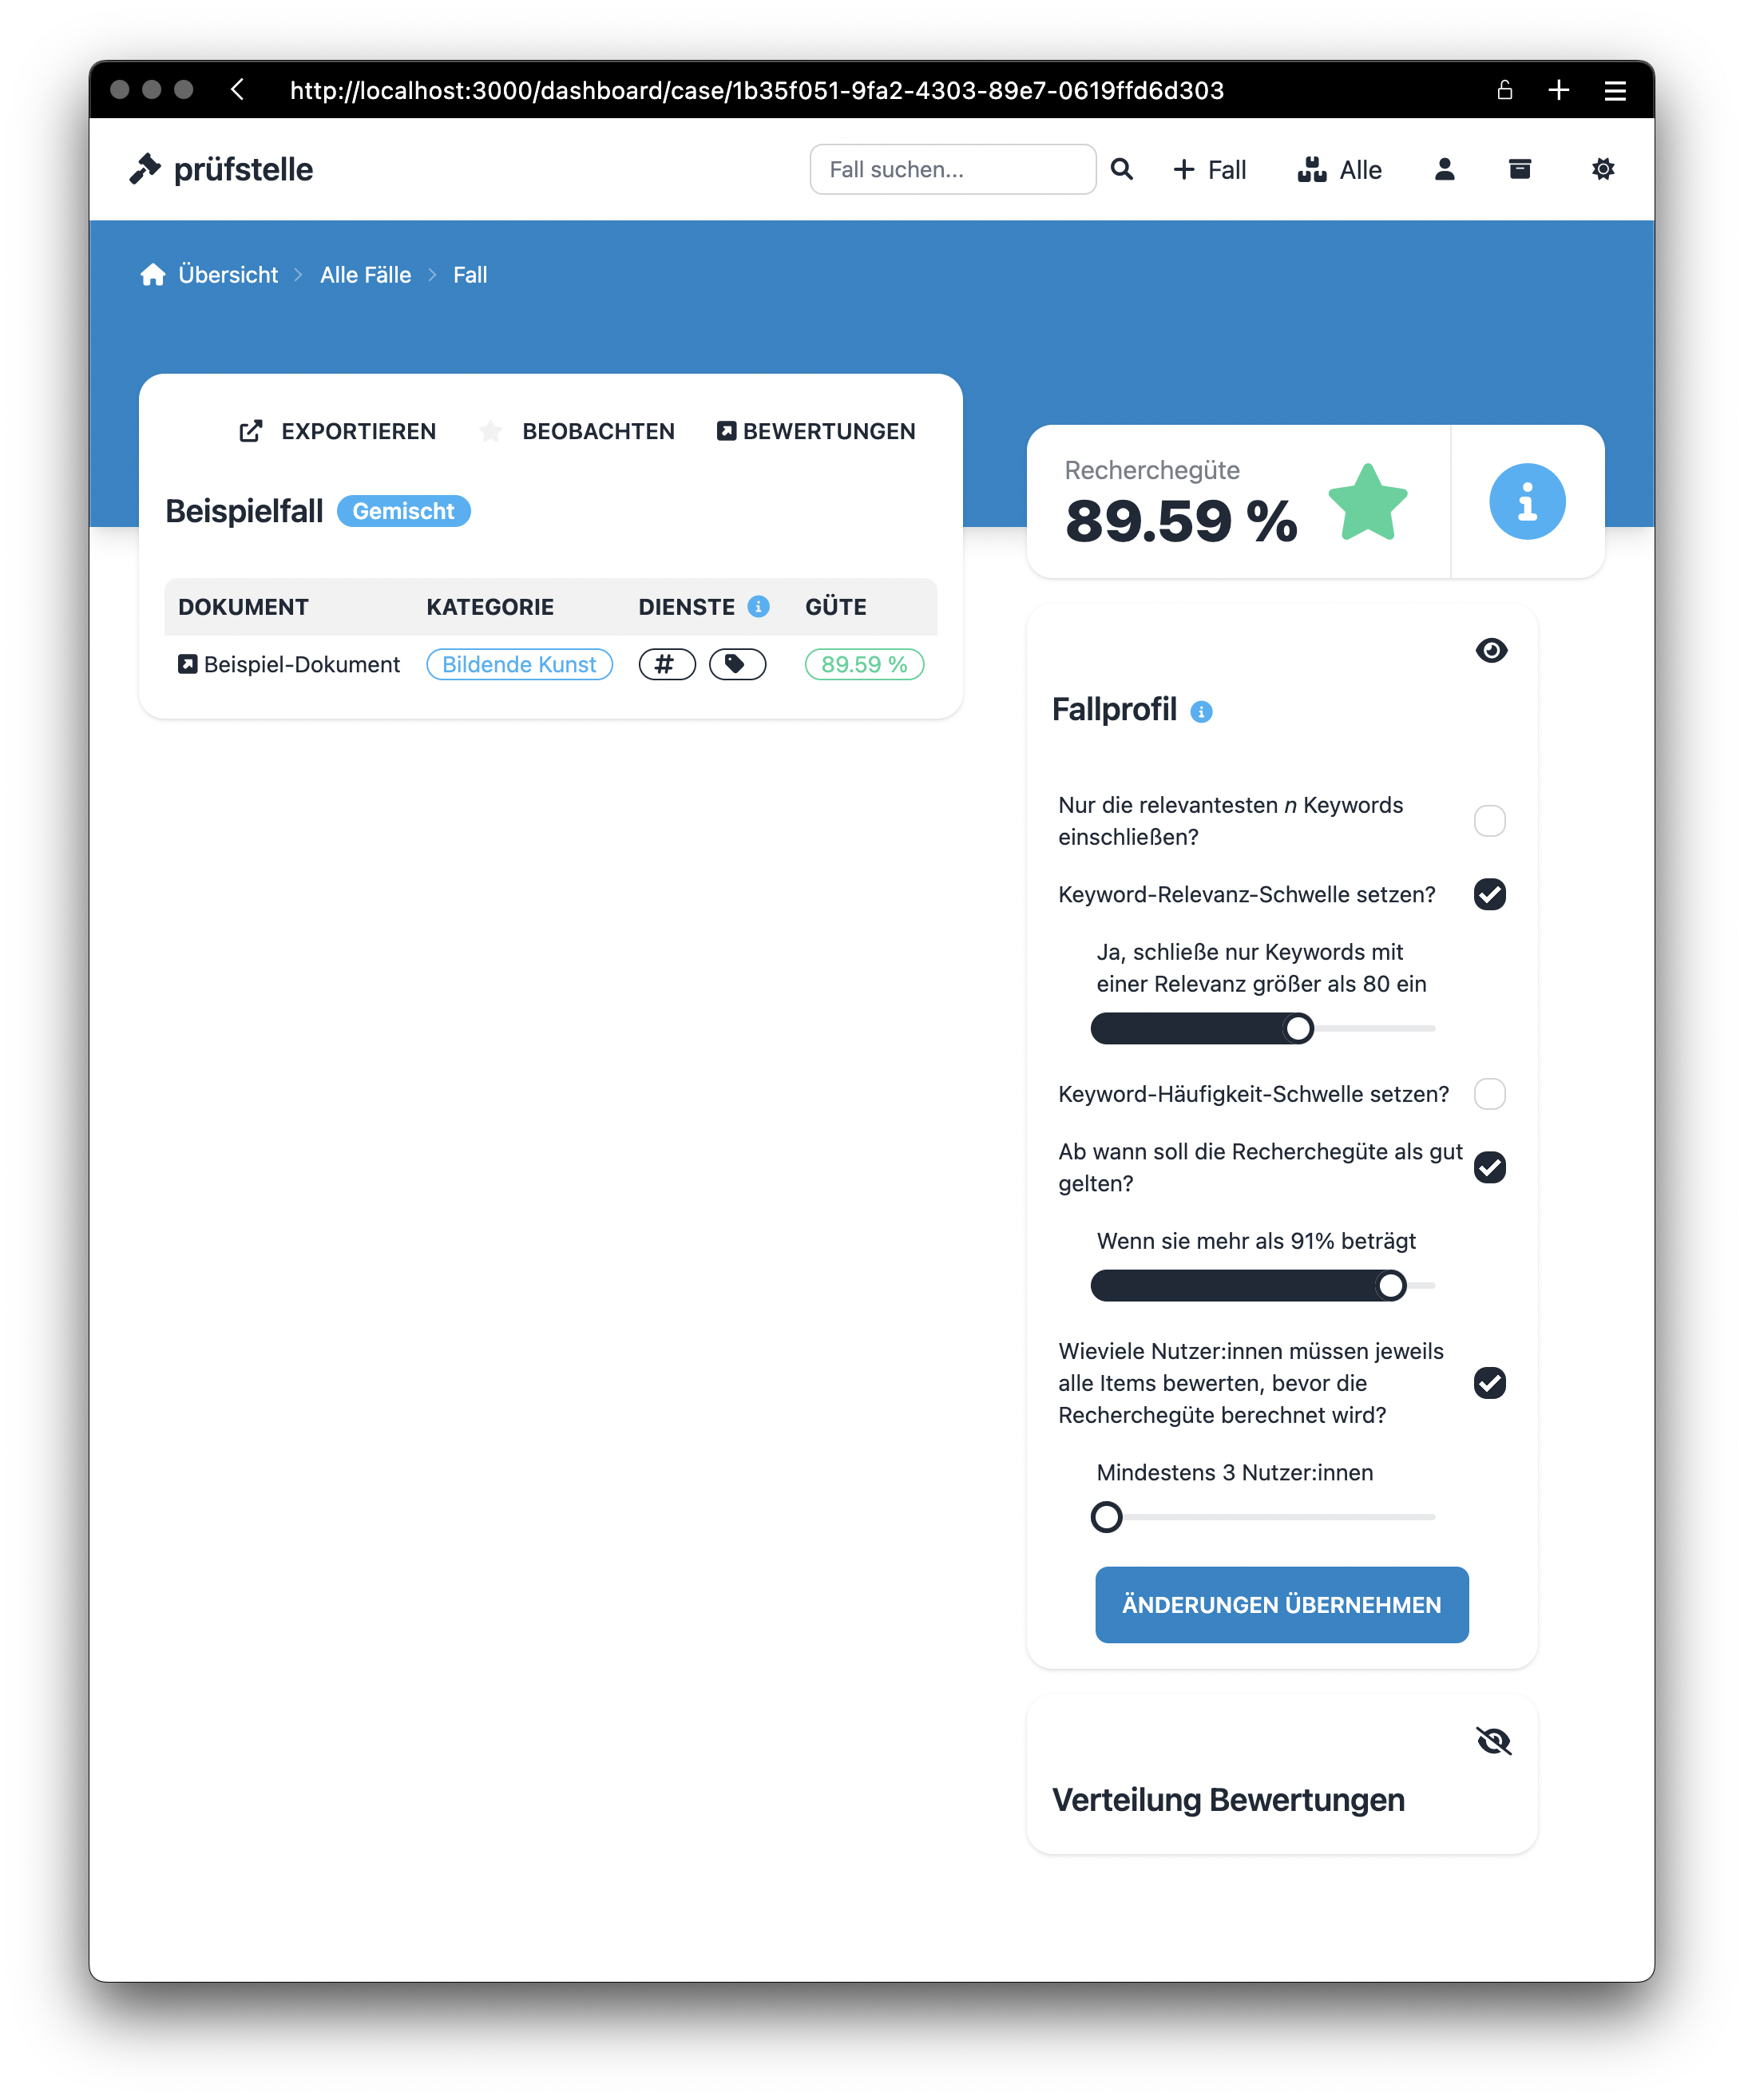 http://localhost:3000/dashboard/case/1b35f051-9fa2-4303-89e7-0619ffd6d303
prüfstelle
Fall suchen...
Fall
Alle
Übersicht > Alle Fälle > Fall
EXPORTIEREN BEOBACHTEN BEWERTUNGEN
Beispielfall Gemischt
DOKUMENT KATEGORIE DIENSTE GÜTE
Beispiel-Dokument Bildende Kunst # 89.59 %
Recherchegüte
89.59 %
Fallprofil
Nur die relevantesten n Keywords
einschließen?
Keyword-Relevanz-Schwelle setzen?
Ja, schließe nur Keywords mit
einer Relevanz größer als 80 ein
Keyword-Häufigkeit-Schwelle setzen?
Ab wann soll die Recherchegüte als gut
gelten?
Wenn sie mehr als 91% beträgt
Wieviele Nutzer:innen müssen jeweils
alle Items bewerten, bevor die
Recherchegüte berechnet wird?
Mindestens 3 Nutzer:innen
ÄNDERUNGEN ÜBERNEHMEN
Verteilung Bewertungen